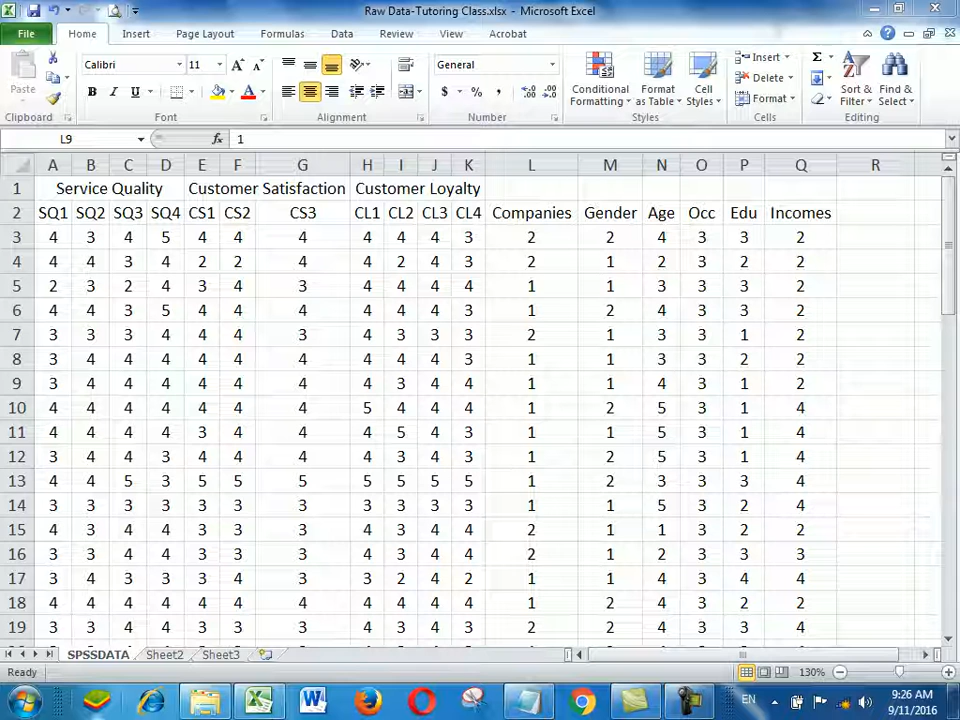 Raw Data-Tutoring Class.xlsx - Microsoft Excel
File Home Insert Page Layout Formulas Data Review View Acrobat
Paste
Calibri 11 A A
B I U A
General
$ % ,
Conditional Formatting
Format as Table
Cell Styles
Insert
Delete
Format
Σ
Sort & Filter
Find & Select
Clipboard Font Alignment Number Styles Cells Editing
L9 fx 1
A B C D E F G H I J K L M N O P Q R
1 Service Quality Customer Satisfaction Customer Loyalty
2 SQ1 SQ2 SQ3 SQ4 CS1 CS2 CS3 CL1 CL2 CL3 CL4 Companies Gender Age Occ Edu Incomes
3 4 3 4 5 4 4 4 4 4 4 3 2 2 4 3 3 2
4 4 4 3 4 2 2 4 4 2 4 3 2 1 2 3 2 2
5 2 3 2 4 3 4 3 4 4 4 4 1 1 3 3 3 2
6 4 4 3 5 4 4 4 4 4 4 3 1 2 4 3 3 2
7 3 3 3 4 4 4 3 4 3 3 3 2 1 3 3 1 2
8 3 4 4 4 4 4 4 4 4 4 3 1 1 3 3 2 2
9 3 4 4 4 4 4 4 4 3 4 4 1 1 4 3 1 2
10 4 4 4 4 4 4 4 5 4 4 4 1 2 5 3 1 4
11 4 4 4 4 3 4 4 4 5 4 3 1 1 5 3 1 4
12 3 4 4 3 4 4 4 4 3 4 3 1 2 5 3 1 4
13 4 4 5 3 5 5 5 5 5 5 5 1 2 3 3 3 4
14 3 3 3 3 3 3 3 3 3 3 3 1 1 5 3 2 4
15 4 3 4 4 3 3 3 4 3 4 4 2 1 1 3 2 2
16 3 3 4 4 3 3 3 4 3 4 4 2 1 2 3 3 3
17 3 4 3 3 3 4 3 3 2 4 2 1 1 4 3 4 4
18 4 4 4 4 4 4 4 4 4 4 4 1 2 4 3 2 2
19 3 3 4 4 3 3 3 4 3 4 3 2 2 4 3 3 4
SPSSDATA Sheet2 Sheet3
Ready 130%
EN 9:26 AM
9/11/2016